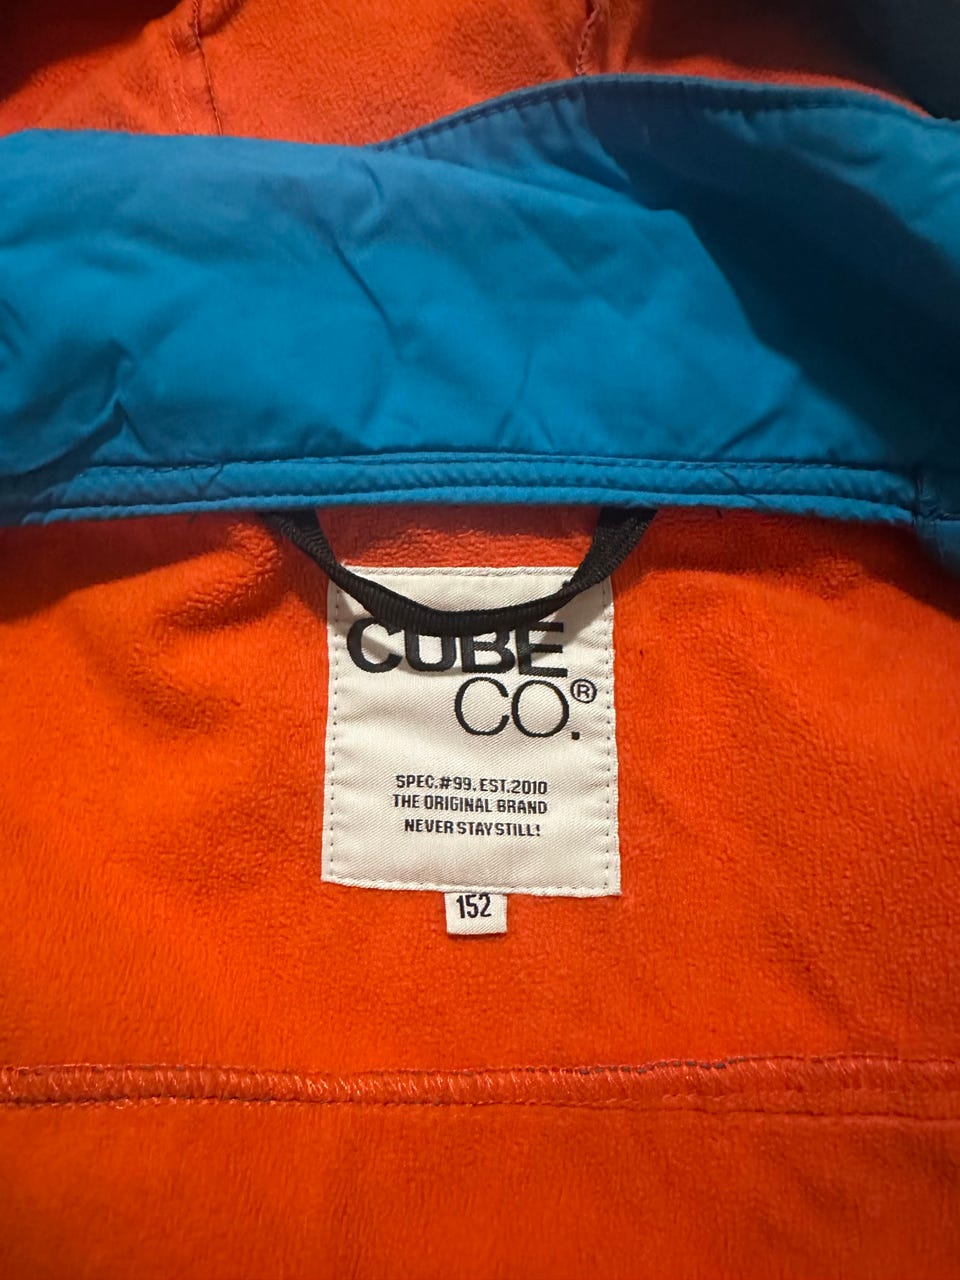 CUBE
CO.®
SPEC.#99. EST.2010
THE ORIGINAL BRAND
NEVER STAY STILL!
152